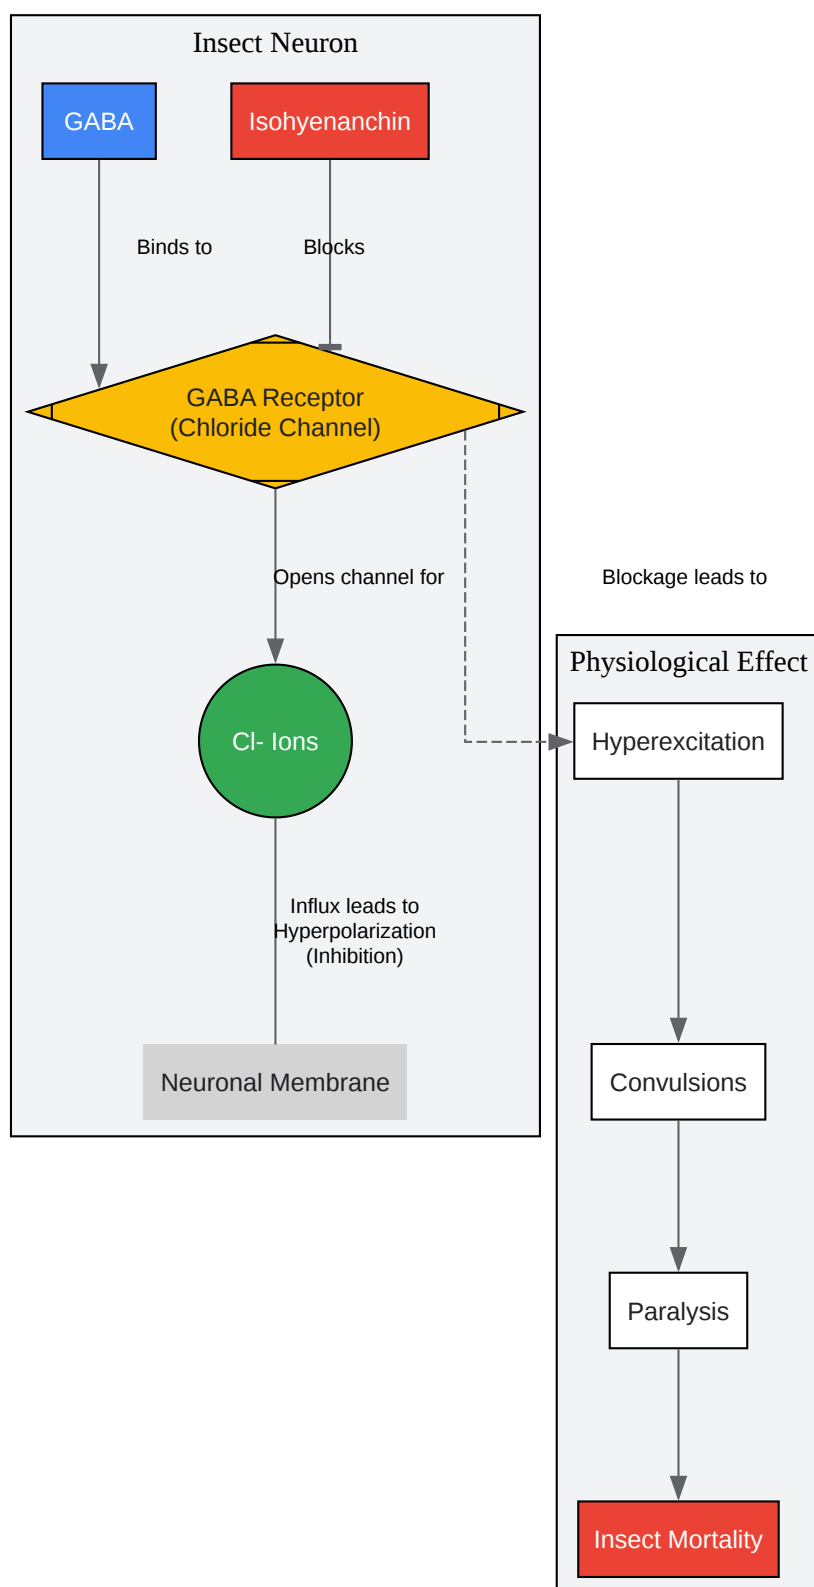 Insect Neuron
GABA
Isohyenanchin
Binds to
Blocks
GABA Receptor
(Chloride Channel)
Opens channel for
Blockage leads to
Physiological Effect
Cl- Ions
Hyperexcitation
Influx leads to
Hyperpolarization
(Inhibition)
Neuronal Membrane
Convulsions
Paralysis
Insect Mortality